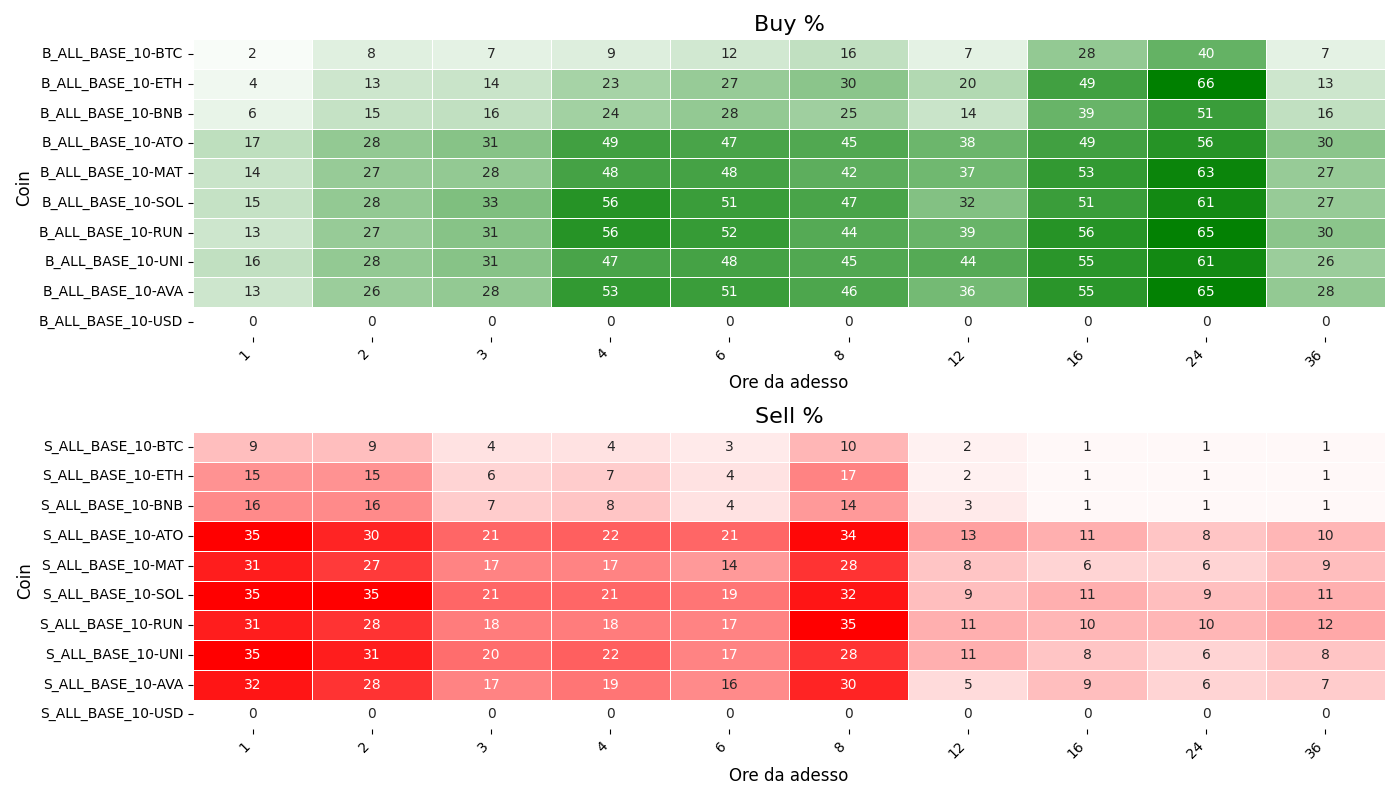 Buy %
Coin
B_ALL_BASE_10-BTC 2 8 7 9 12 16 7 28 40 7
B_ALL_BASE_10-ETH 4 13 14 23 27 30 20 49 66 13
B_ALL_BASE_10-BNB 6 15 16 24 28 25 14 39 51 16
B_ALL_BASE_10-ATO 17 28 31 49 47 45 38 49 56 30
B_ALL_BASE_10-MAT 14 27 28 48 48 42 37 53 63 27
B_ALL_BASE_10-SOL 15 28 33 56 51 47 32 51 61 27
B_ALL_BASE_10-RUN 13 27 31 56 52 44 39 56 65 30
B_ALL_BASE_10-UNI 16 28 31 47 48 45 44 55 61 26
B_ALL_BASE_10-AVA 13 26 28 53 51 46 36 55 65 28
B_ALL_BASE_10-USD 0 0 0 0 0 0 0 0 0 0
1 2 3 4 6 8 12 16 24 36
Ore da adesso
Sell %
Coin
S_ALL_BASE_10-BTC 9 9 4 4 3 10 2 1 1 1
S_ALL_BASE_10-ETH 15 15 6 7 4 17 2 1 1 1
S_ALL_BASE_10-BNB 16 16 7 8 4 14 3 1 1 1
S_ALL_BASE_10-ATO 35 30 21 22 21 34 13 11 8 10
S_ALL_BASE_10-MAT 31 27 17 17 14 28 8 6 6 9
S_ALL_BASE_10-SOL 35 35 21 21 19 32 9 11 9 11
S_ALL_BASE_10-RUN 31 28 18 18 17 35 11 10 10 12
S_ALL_BASE_10-UNI 35 31 20 22 17 28 11 8 6 8
S_ALL_BASE_10-AVA 32 28 17 19 16 30 5 9 6 7
S_ALL_BASE_10-USD 0 0 0 0 0 0 0 0 0 0
1 2 3 4 6 8 12 16 24 36
Ore da adesso